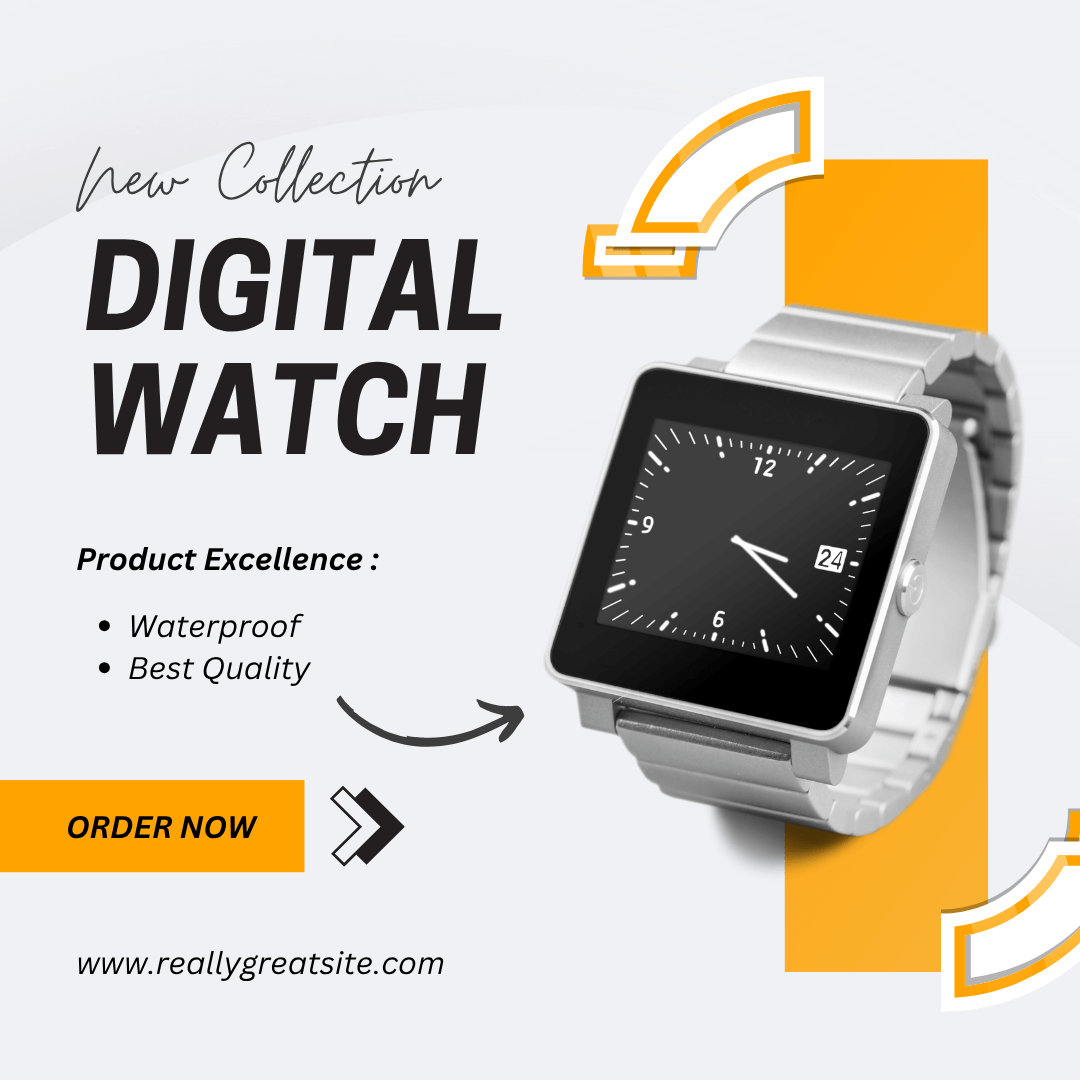 New Collection
DIGITAL
WATCH
Product Excellence :
• Waterproof
• Best Quality
ORDER NOW
www.reallygreatsite.com
12
9
24
6